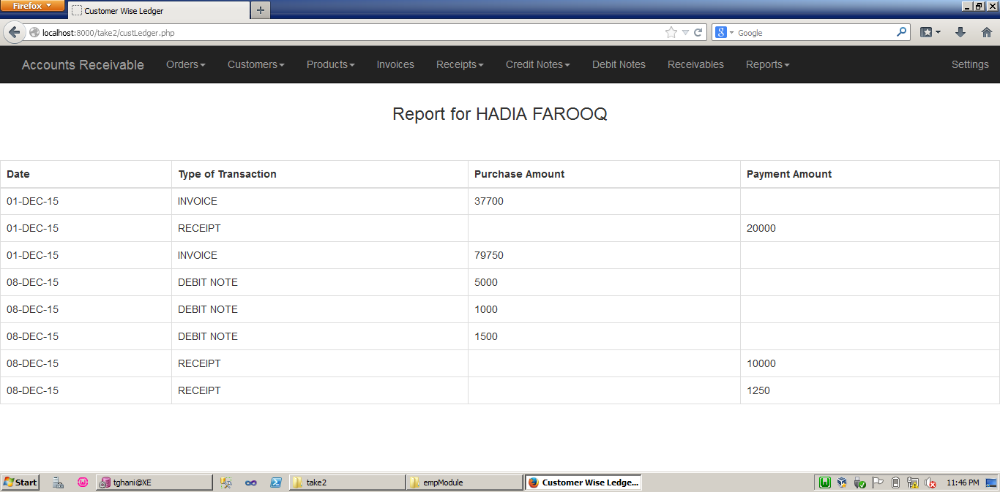 Firefox
Customer Wise Ledger
localhost:8000/take2/custLedger.php
Google
Accounts Receivable Orders Customers Products Invoices Receipts Credit Notes Debit Notes Receivables Reports Settings
Report for HADIA FAROOQ
Date Type of Transaction Purchase Amount Payment Amount
01-DEC-15 INVOICE 37700
01-DEC-15 RECEIPT 20000
01-DEC-15 INVOICE 79750
08-DEC-15 DEBIT NOTE 5000
08-DEC-15 DEBIT NOTE 1000
08-DEC-15 DEBIT NOTE 1500
08-DEC-15 RECEIPT 10000
08-DEC-15 RECEIPT 1250
Start tghani@XE take2 empModule Customer Wise Ledge... 11:46 PM